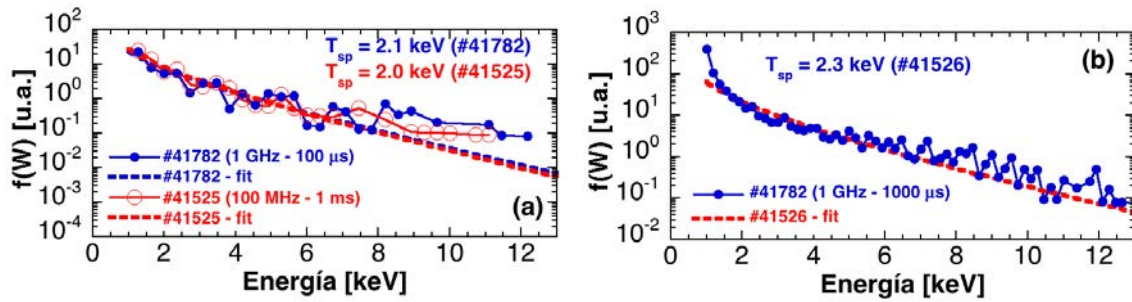 10²
10¹
10⁰
10⁻¹
10⁻²
10⁻³
10⁻⁴
f(W) [u.a.]
T_sp = 2.1 keV (#41782)
T_sp = 2.0 keV (#41525)
#41782 (1 GHz - 100 μs)
#41782 - fit
#41525 (100 MHz - 1 ms)
#41525 - fit
(a)
0 2 4 6 8 10 12
Energía [keV]
10³
10²
10¹
10⁰
10⁻¹
10⁻²
f(W) [u.a.]
T_sp = 2.3 keV (#41526)
(b)
#41782 (1 GHz - 1000 μs)
#41526 - fit
0 2 4 6 8 10 12
Energía [keV]